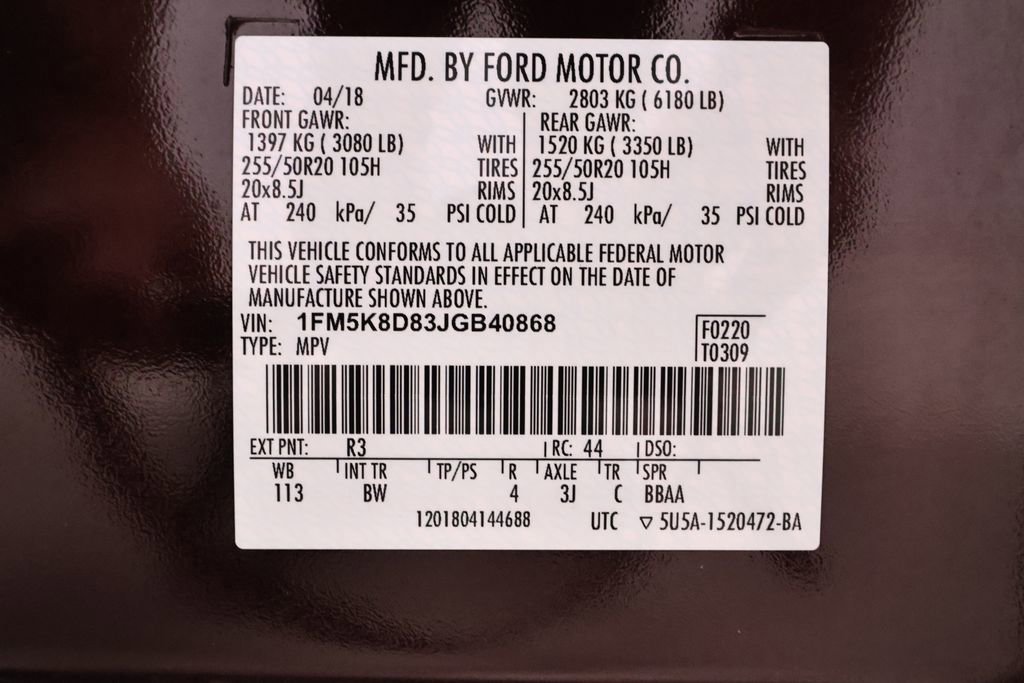 MFD. BY FORD MOTOR CO.
DATE: 04/18 GVWR: 2803 KG ( 6180 LB)
FRONT GAWR: REAR GAWR:
1397 KG ( 3080 LB) WITH 1520 KG ( 3350 LB) WITH
255/50R20 105H TIRES 255/50R20 105H TIRES
20x8.5J RIMS 20x8.5J RIMS
AT 240 kPa/ 35 PSI COLD AT 240 kPa/ 35 PSI COLD
THIS VEHICLE CONFORMS TO ALL APPLICABLE FEDERAL MOTOR
VEHICLE SAFETY STANDARDS IN EFFECT ON THE DATE OF
MANUFACTURE SHOWN ABOVE.
VIN: 1FM5K8D83JGB40868 F0220
TYPE: MPV T0309
EXT PNT: R3 RC: 44 DSO:
WB INT TR TP/PS R AXLE TR SPR
113 BW 4 3J C BBAA
1201804144688 UTC ▽ 5U5A-1520472-BA